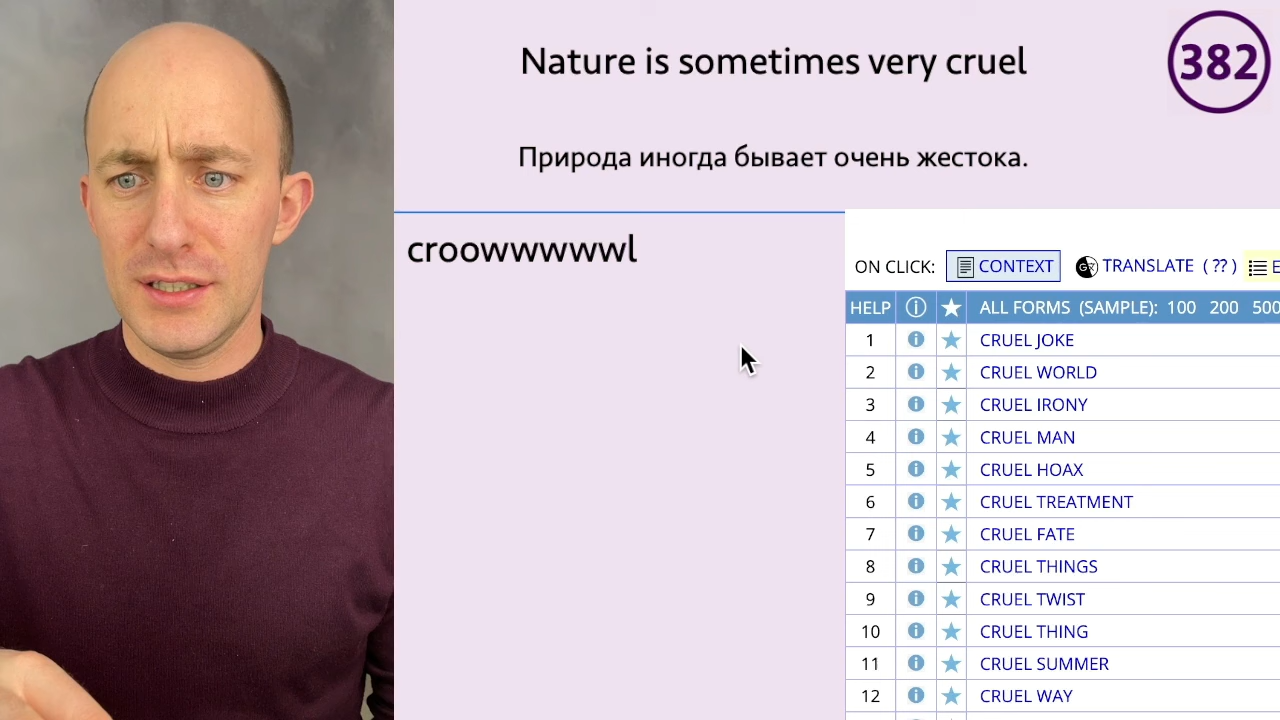 Nature is sometimes very cruel
382
Природа иногда бывает очень жестока.
croowwwwwl
ON CLICK: CONTEXT TRANSLATE ( ?? ) E
HELP ALL FORMS (SAMPLE): 100 200 500
1 CRUEL JOKE
2 CRUEL WORLD
3 CRUEL IRONY
4 CRUEL MAN
5 CRUEL HOAX
6 CRUEL TREATMENT
7 CRUEL FATE
8 CRUEL THINGS
9 CRUEL TWIST
10 CRUEL THING
11 CRUEL SUMMER
12 CRUEL WAY